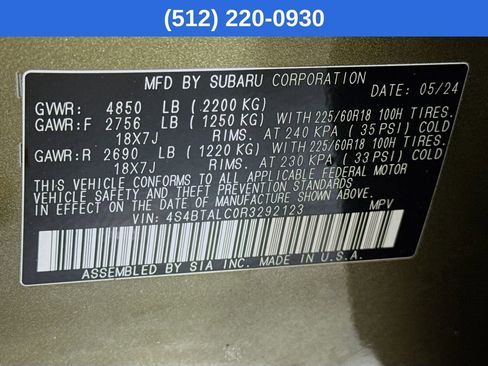 (512) 220-0930
MFD BY SUBARU CORPORATION DATE: 05/24
GVWR: 4850 LB (2200 KG)
GAWR:F 2756 LB (1250 KG) WITH 225/60R18 100H TIRES.
18X7J RIMS. AT 240 KPA (35 PSI) COLD
GAWR:R 2690 LB (1220 KG) WITH 225/60R18 100H TIRES.
18X7J RIMS. AT 230 KPA (33 PSI) COLD
THIS VEHICLE CONFORMS TO ALL APPLICABLE FEDERAL MOTOR
VEHICLE SAFETY AND THEFT PREVENTION STANDARDS
IN EFFECT ON THE DATE OF MANUFACTURE SHOWN ABOVE.
VIN: 4S4BTALC0R3292123 MPV
ASSEMBLED BY SIA INC. MADE IN U.S.A.